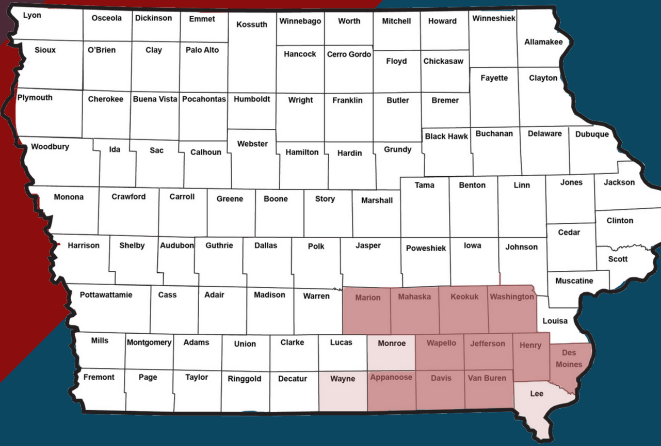 Lyon Osceola Dickinson Emmet Kossuth Winnebago Worth Mitchell Howard Winneshiek Allamakee
Sioux O'Brien Clay Palo Alto Hancock Cerro Gordo Floyd Chickasaw
Fayette Clayton
Plymouth Cherokee Buena Vista Pocahontas Humboldt Wright Franklin Butler Bremer
Woodbury Ida Sac Calhoun Webster Hamilton Hardin Grundy Black Hawk Buchanan Delaware Dubuque
Monona Crawford Carroll Greene Boone Story Marshall Tama Benton Linn Jones Jackson
Clinton
Cedar
Harrison Shelby Audubon Guthrie Dallas Polk Jasper Poweshiek Iowa Johnson Scott
Muscatine
Pottawattamie Cass Adair Madison Warren Marion Mahaska Keokuk Washington
Louisa
Mills Montgomery Adams Union Clarke Lucas Monroe Wapello Jefferson Henry Des
Moines
Fremont Page Taylor Ringgold Decatur Wayne Appanoose Davis Van Buren
Lee